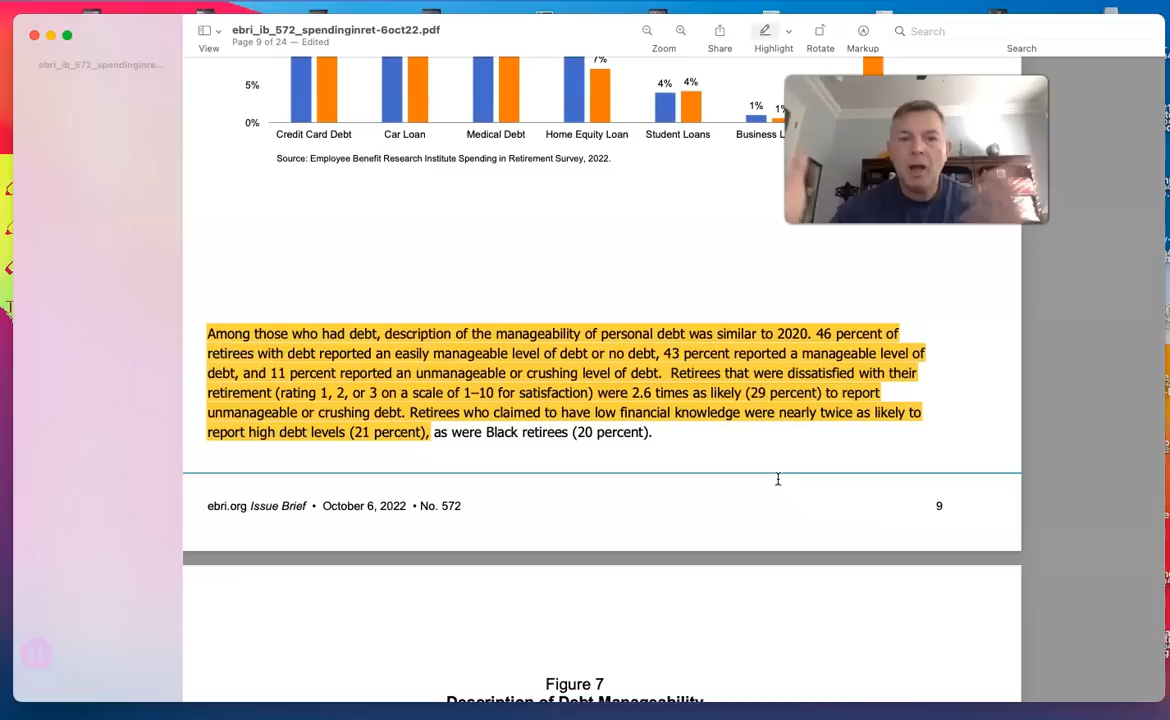 ebri_ib_572_spendinginret-6oct22.pdf
Page 9 of 24 — Edited
View
Zoom
Share
Highlight
Rotate
Markup
Search
Search
ebri_ib_572_spendinginre...
5%
0%
7%
4%
4%
1%
1%
Credit Card Debt
Car Loan
Medical Debt
Home Equity Loan
Student Loans
Business L
Source: Employee Benefit Research Institute Spending in Retirement Survey, 2022.
Among those who had debt, description of the manageability of personal debt was similar to 2020. 46 percent of
retirees with debt reported an easily manageable level of debt or no debt, 43 percent reported a manageable level of
debt, and 11 percent reported an unmanageable or crushing level of debt. Retirees that were dissatisfied with their
retirement (rating 1, 2, or 3 on a scale of 1–10 for satisfaction) were 2.6 times as likely (29 percent) to report
unmanageable or crushing debt. Retirees who claimed to have low financial knowledge were nearly twice as likely to
report high debt levels (21 percent), as were Black retirees (20 percent).
ebri.org Issue Brief • October 6, 2022 • No. 572
9
Figure 7
Description of Debt Manageability